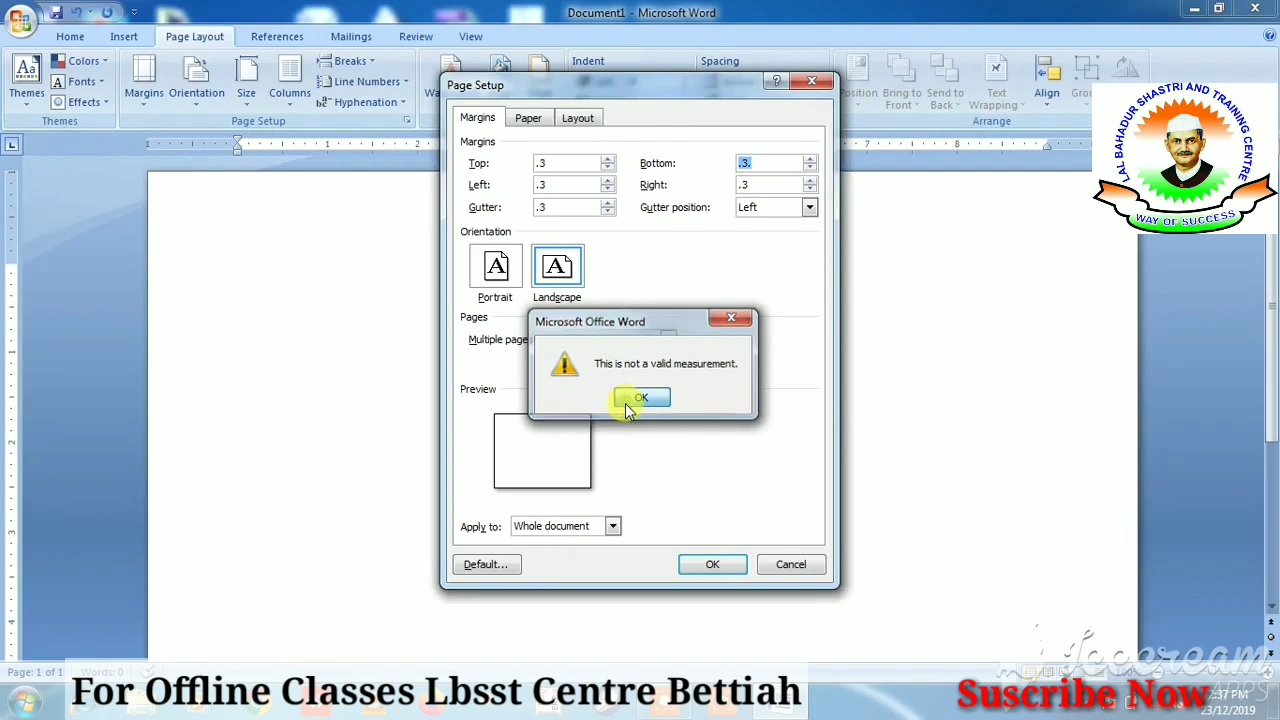 Document1 - Microsoft Word
Home Insert Page Layout References Mailings Review View
Themes
Colors
Fonts
Effects
Themes
Margins
Orientation
Size
Columns
Breaks
Line Numbers
Hyphenation
Page Setup
Indent
Spacing
Position
Bring to Front
Send to Back
Text Wrapping
Align
Arrange
LAL BAHADUR SHASTRI AND TRAINING CENTRE
WAY OF SUCCESS
Page Setup
Margins Paper Layout
Margins
Top: .3 Bottom: .3.
Left: .3 Right: .3
Gutter: .3 Gutter position: Left
Orientation
A A
Portrait Landscape
Pages
Multiple page
Microsoft Office Word
This is not a valid measurement.
OK
Preview
Apply to: Whole document
Default... OK Cancel
Page: 1 of 1 Words: 0
For Offline Classes Lbsst Centre Bettiah
Suscribe Now
2:37 PM
23/12/2019